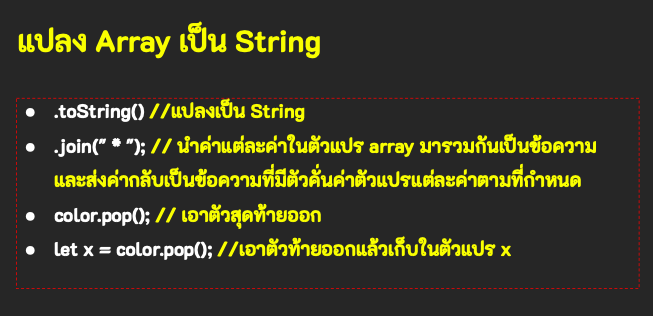 แปลง Array เป็น String
● .toString() //แปลงเป็น String
● .join(" * "); // นำค่าแต่ละค่าในตัวแปร array มารวมกันเป็นข้อความ
และส่งค่ากลับเป็นข้อความที่มีตัวคั่นค่าตัวแปรแต่ละค่าตามที่กำหนด
● color.pop(); // เอาตัวสุดท้ายออก
● let x = color.pop(); //เอาตัวท้ายออกแล้วเก็บในตัวแปร x